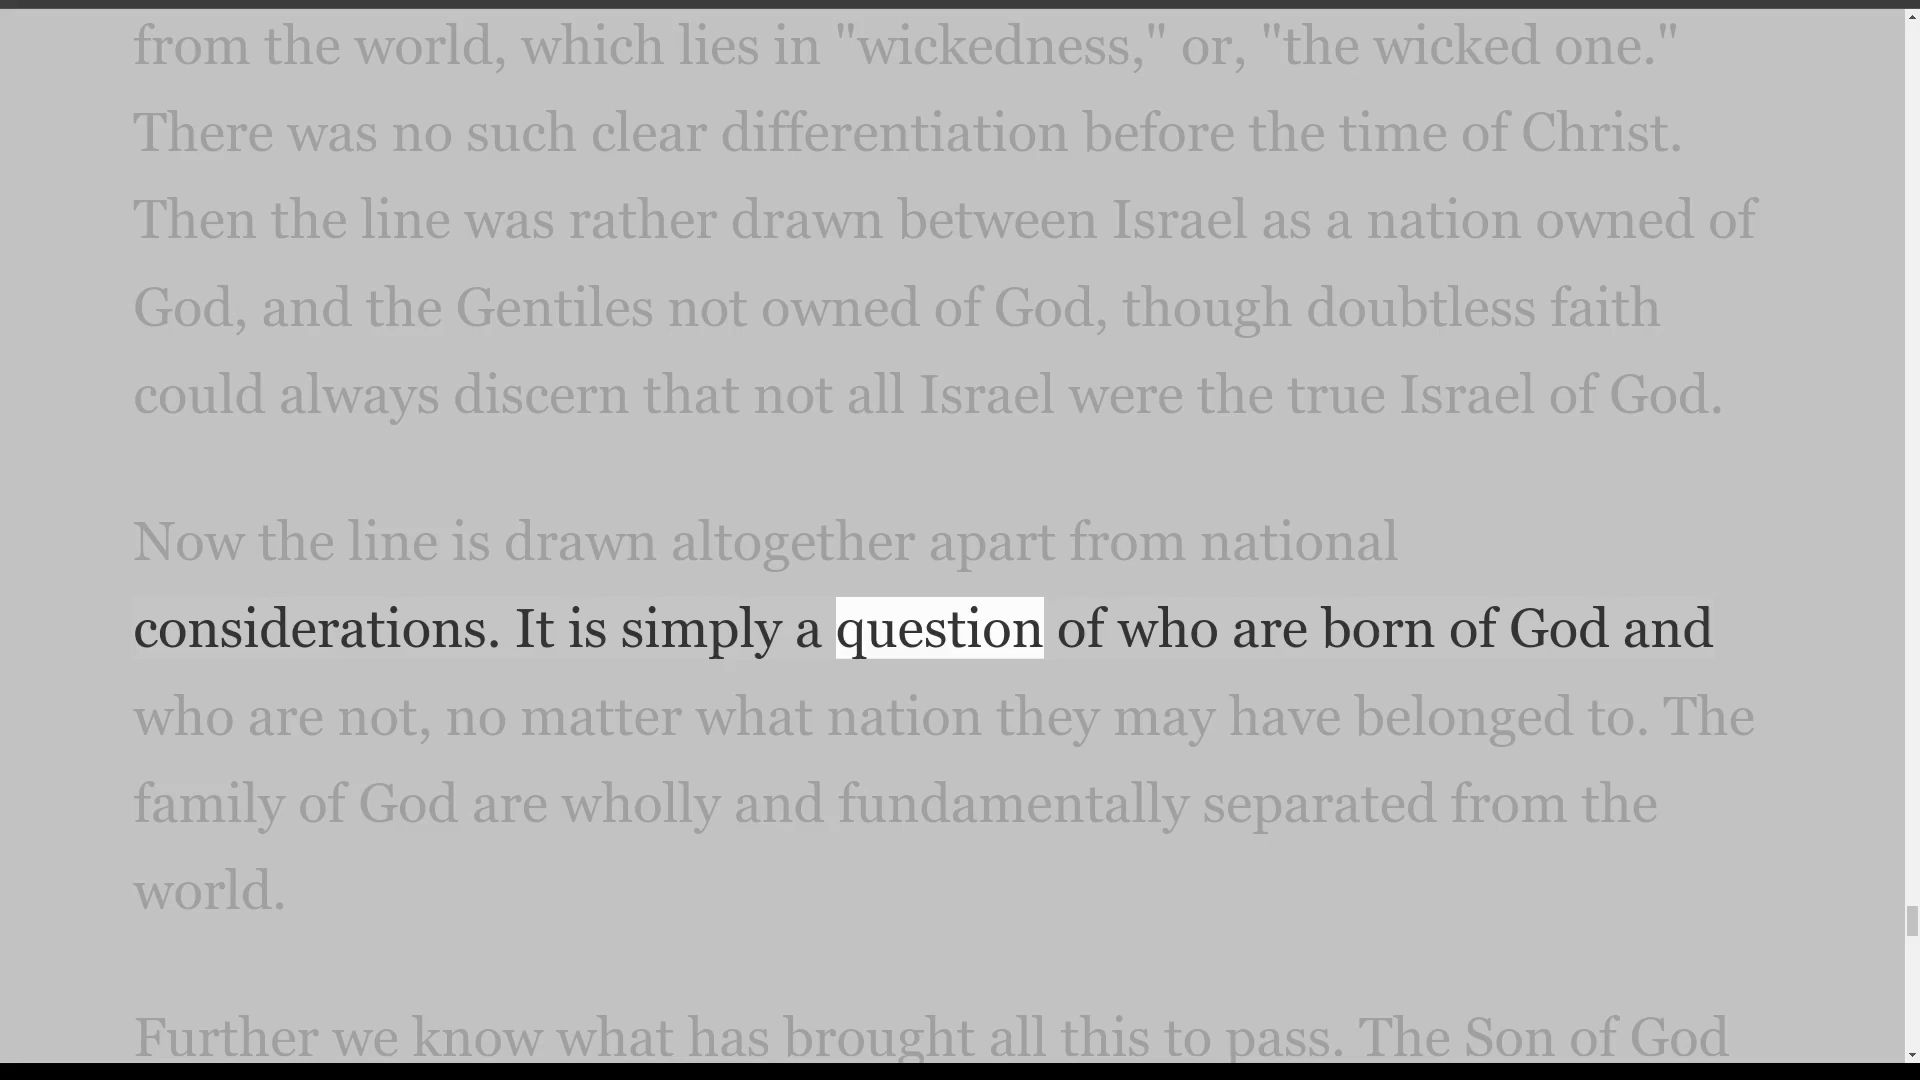 from the world, which lies in "wickedness," or, "the wicked one."
There was no such clear differentiation before the time of Christ.
Then the line was rather drawn between Israel as a nation owned of
God, and the Gentiles not owned of God, though doubtless faith
could always discern that not all Israel were the true Israel of God.
Now the line is drawn altogether apart from national
considerations. It is simply a question of who are born of God and
who are not, no matter what nation they may have belonged to. The
family of God are wholly and fundamentally separated from the
world.
Further we know what has brought all this to pass. The Son of God